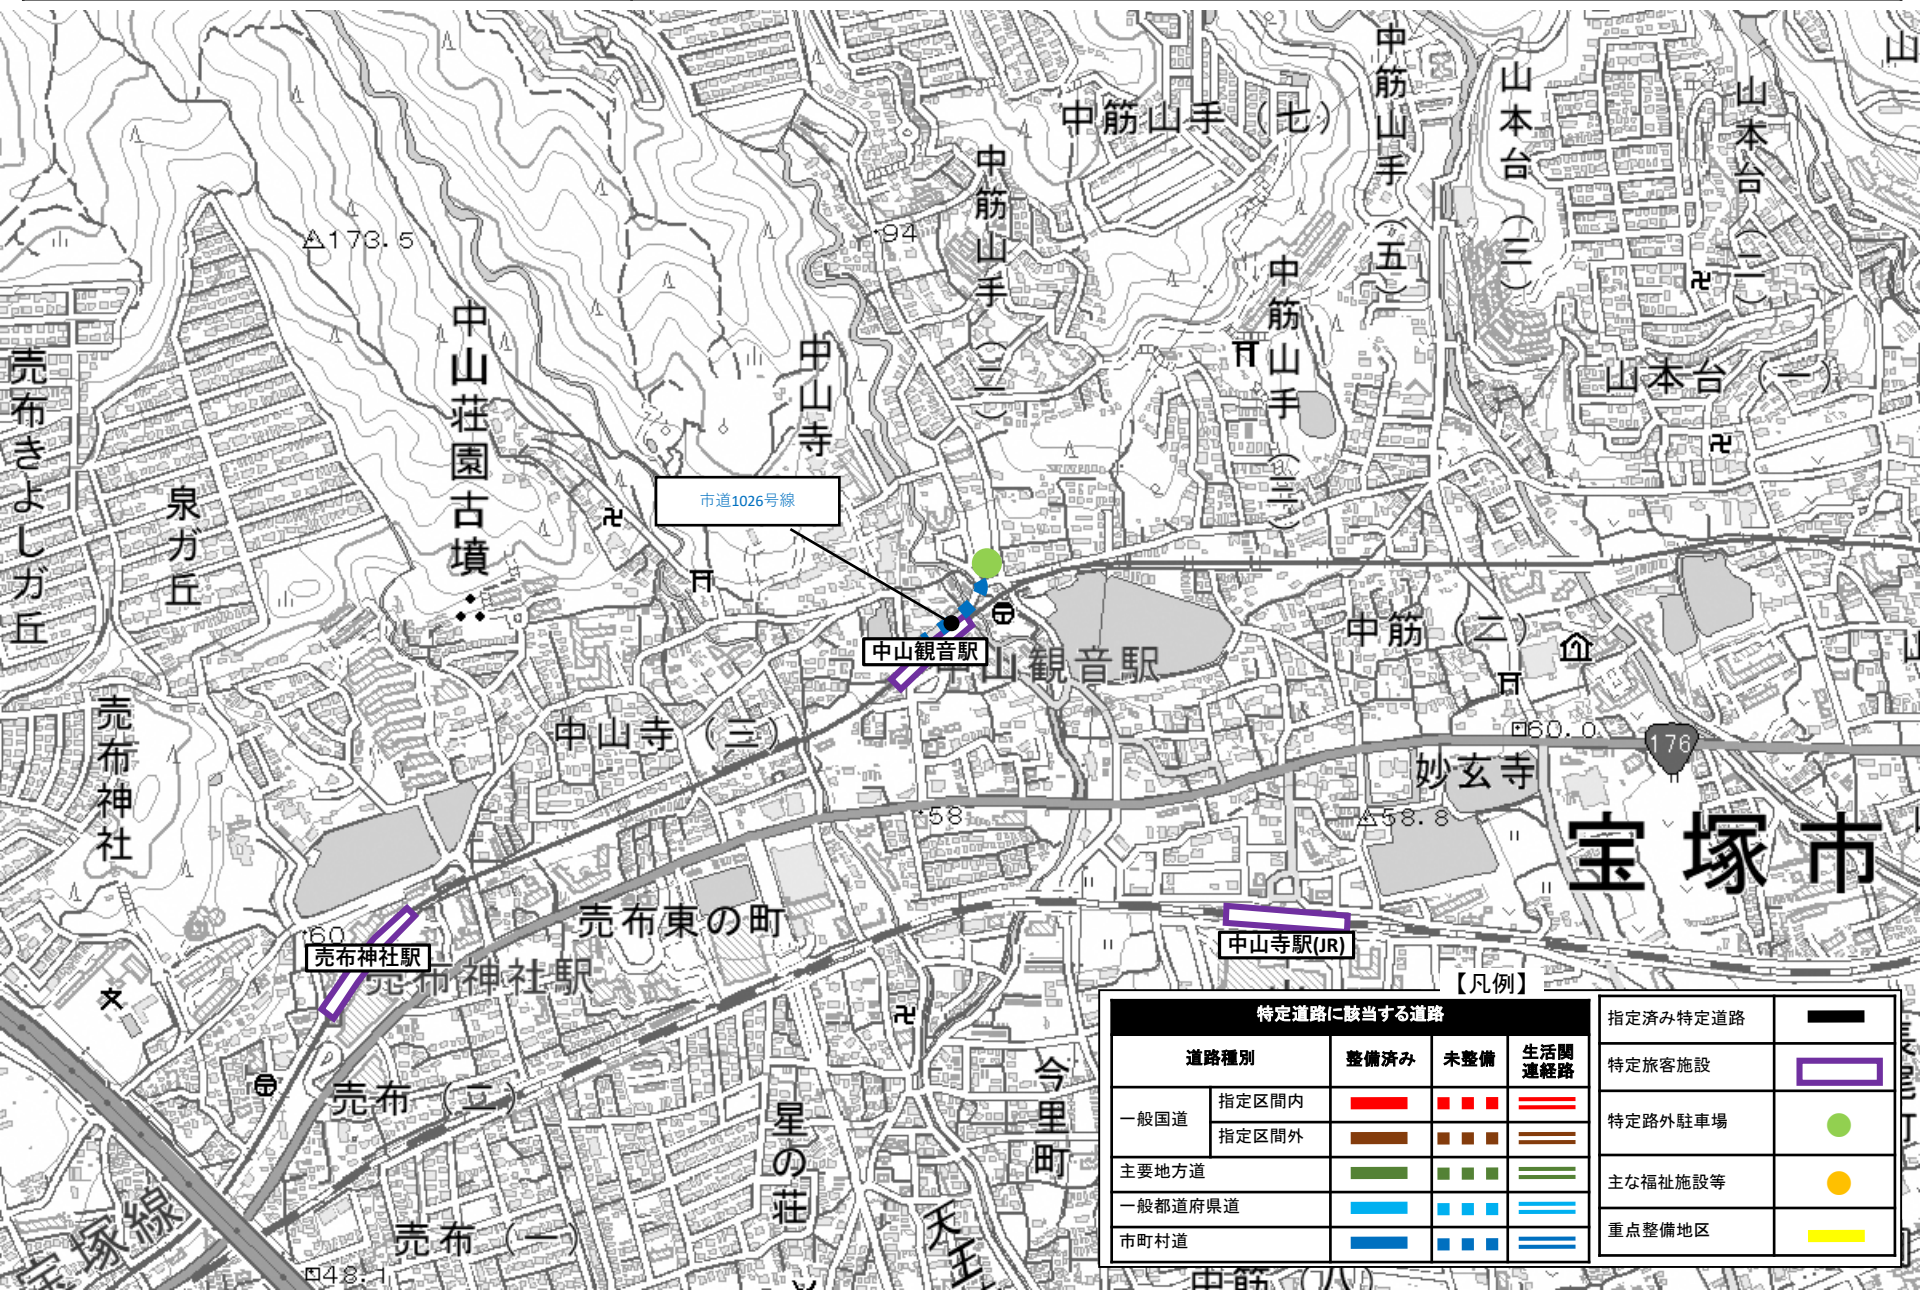 中筋山手（七）
中筋山手（五）
山本台（三）
山本台（二）
山
中筋山手（二）
94
173.5
中筋山手（三）
中山荘園古墳
中山寺
売布きよしガ丘
泉ガ丘
山本台（一）
市道1026号線
中筋（二）
山
中山観音駅
中山観音駅
中山寺（三）
売布神社
60.0
176
妙玄寺
58
58.8
宝塚市
売布東の町
60
売布神社駅
売布神社駅
中山寺駅(JR)
売布（二）
星の荘
今里町
天王
売布（一）
宝塚線
48.1
中筋（八）
【凡例】
特定道路に該当する道路
道路種別
整備済み
未整備
生活関
連経路
一般国道
指定区間内
指定区間外
主要地方道
一般都道府県道
市町村道
指定済み特定道路
特定旅客施設
特定路外駐車場
主な福祉施設等
重点整備地区